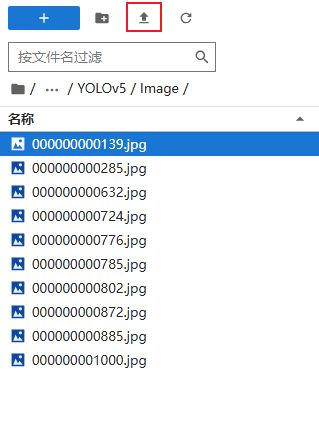 按文件名过滤
/ ··· / YOLOv5 / Image /
名称
000000000139.jpg
000000000285.jpg
000000000632.jpg
000000000724.jpg
000000000776.jpg
000000000785.jpg
000000000802.jpg
000000000872.jpg
000000000885.jpg
000000001000.jpg